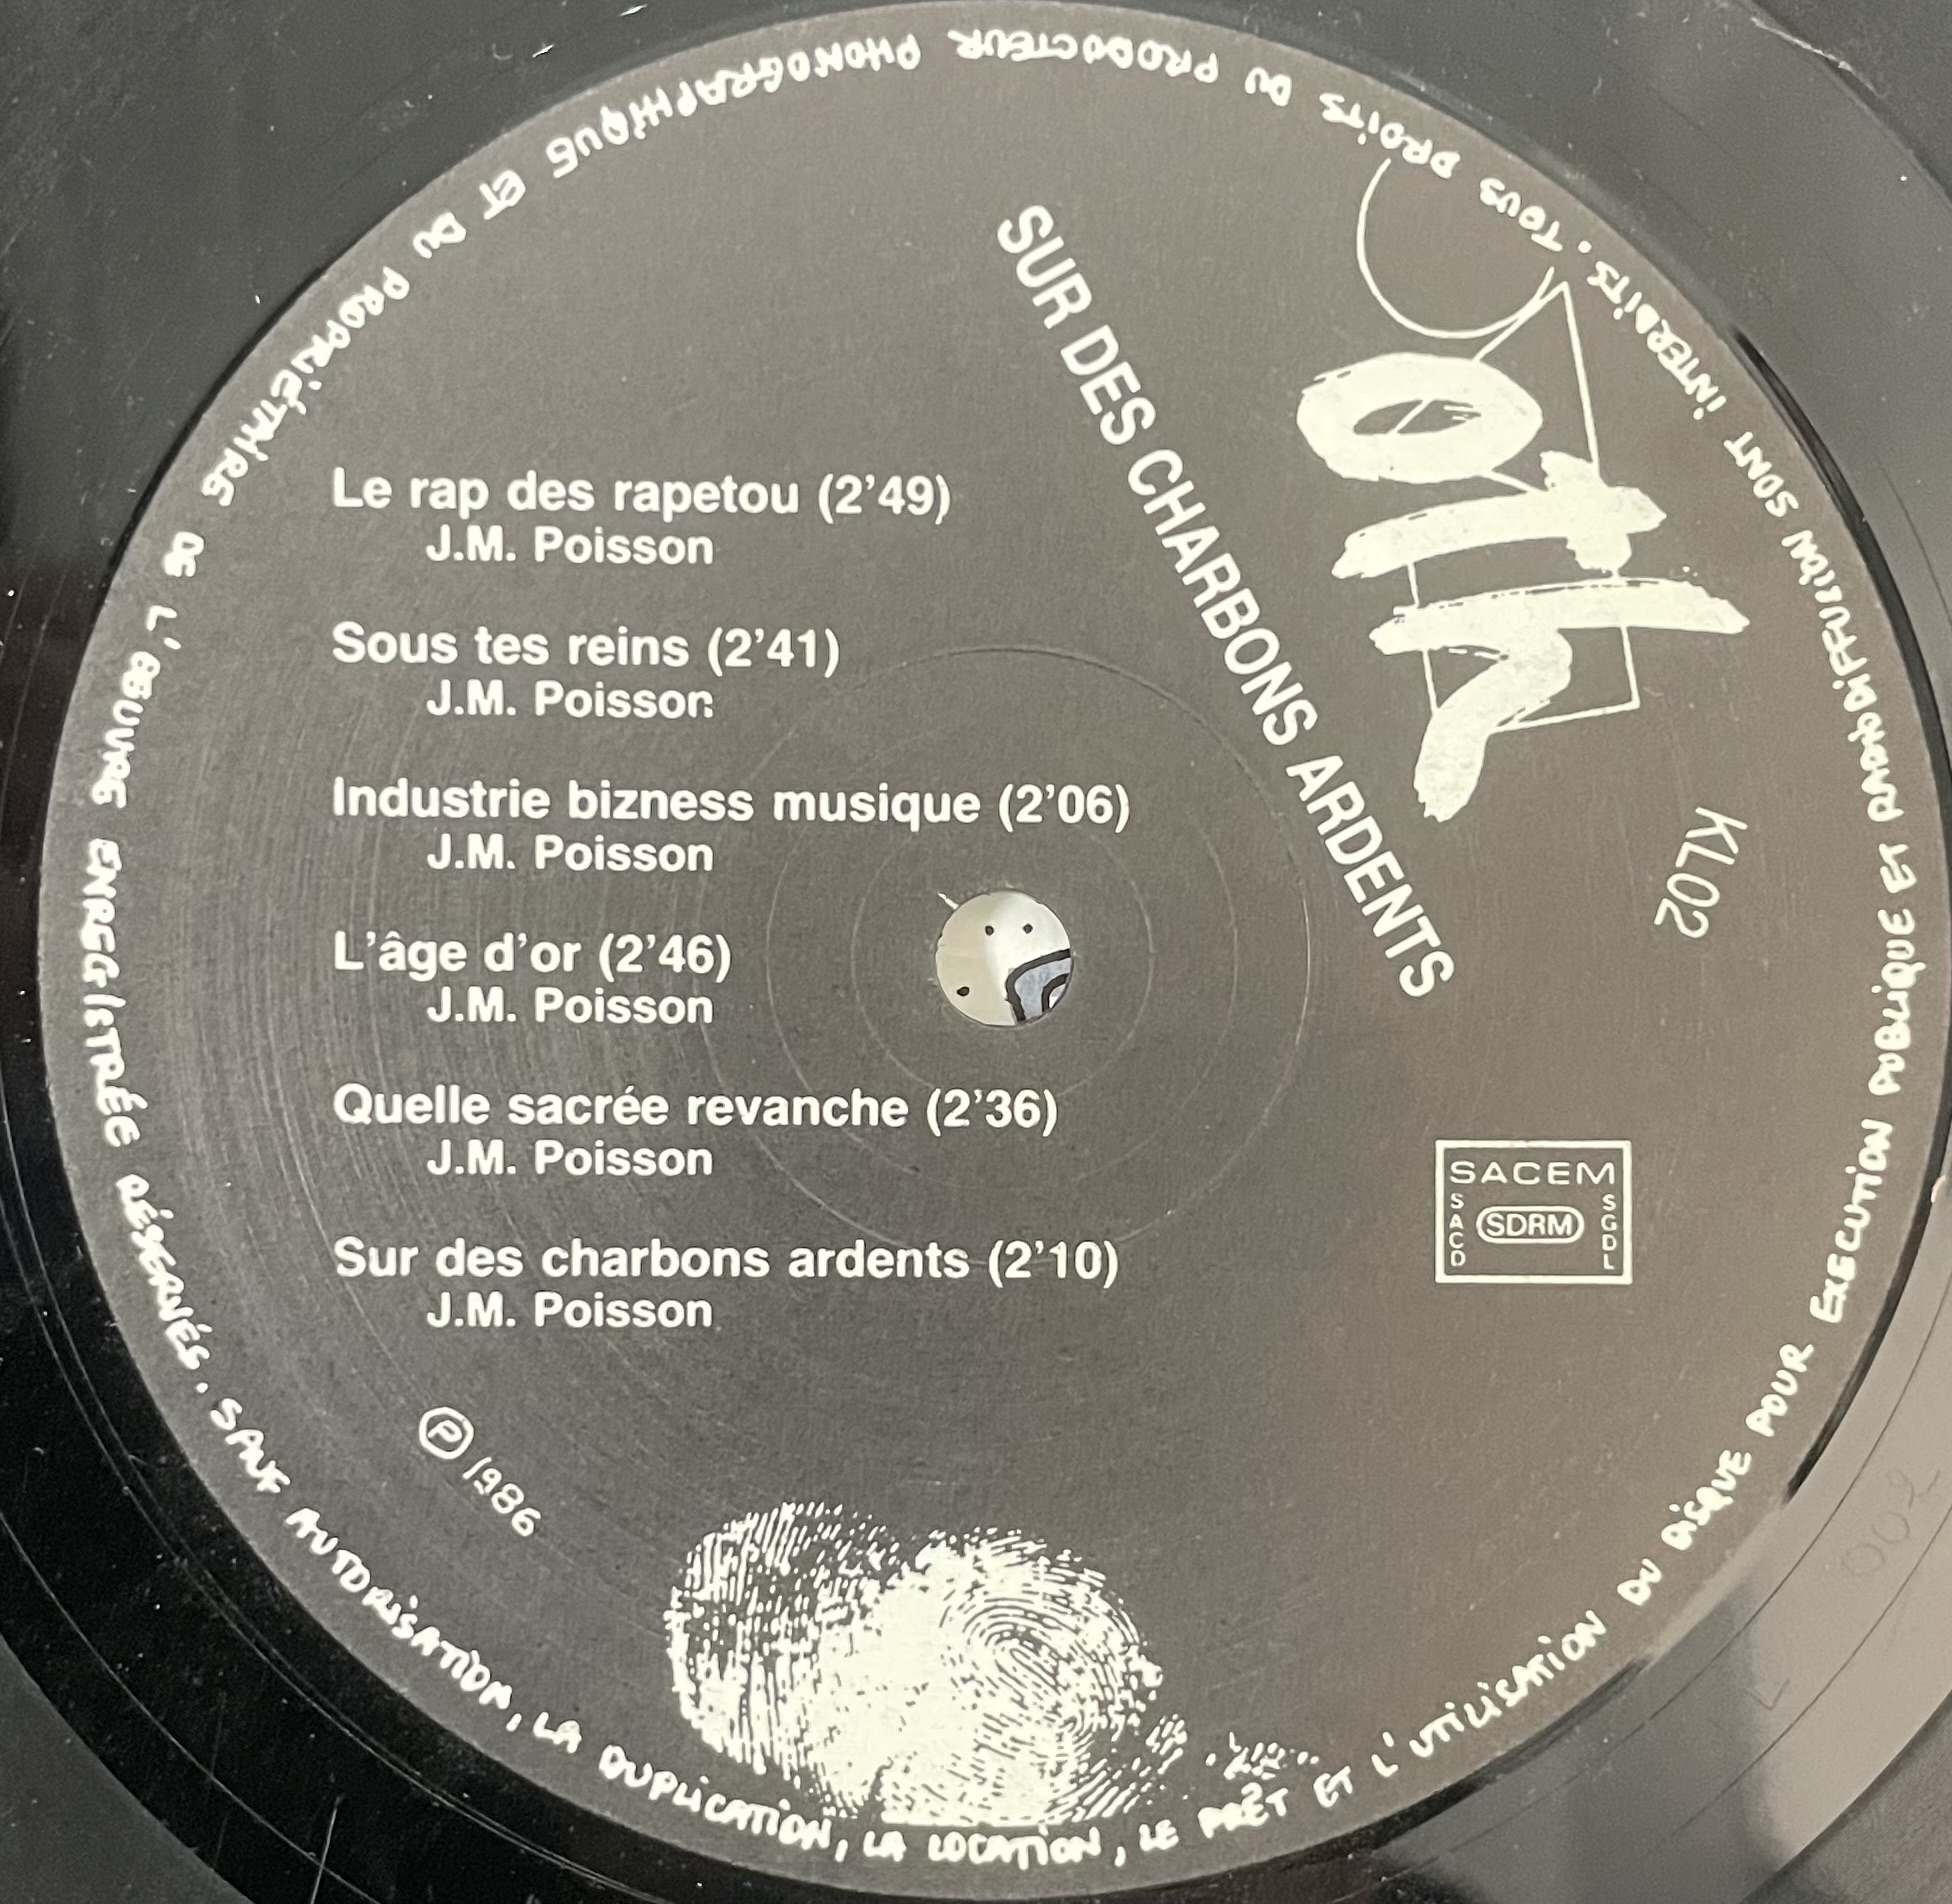 oth
SUR DES CHARBONS ARDENTS
KL02
Le rap des rapetou (2'49)
J.M. Poisson
Sous tes reins (2'41)
J.M. Poisson
Industrie bizness musique (2'06)
J.M. Poisson
L'âge d'or (2'46)
J.M. Poisson
Quelle sacrée revanche (2'36)
J.M. Poisson
Sur des charbons ardents (2'10)
J.M. Poisson
SACEM
SACD
SDRM
SGDL
Ⓟ 1986
TOUS DROITS DU PRODUCTEUR PHONOGRAPHIQUE ET DU PROPRIÉTAIRE DE L'OEUVRE ENREGISTRÉE RÉSERVÉS. SAUF AUTORISATION, LA DUPLICATION, LA LOCATION, LE PRÊT ET L'UTILISATION DU DISQUE POUR EXECUTION PUBLIQUE ET RADIODIFFUSION SONT INTERDITS.
002